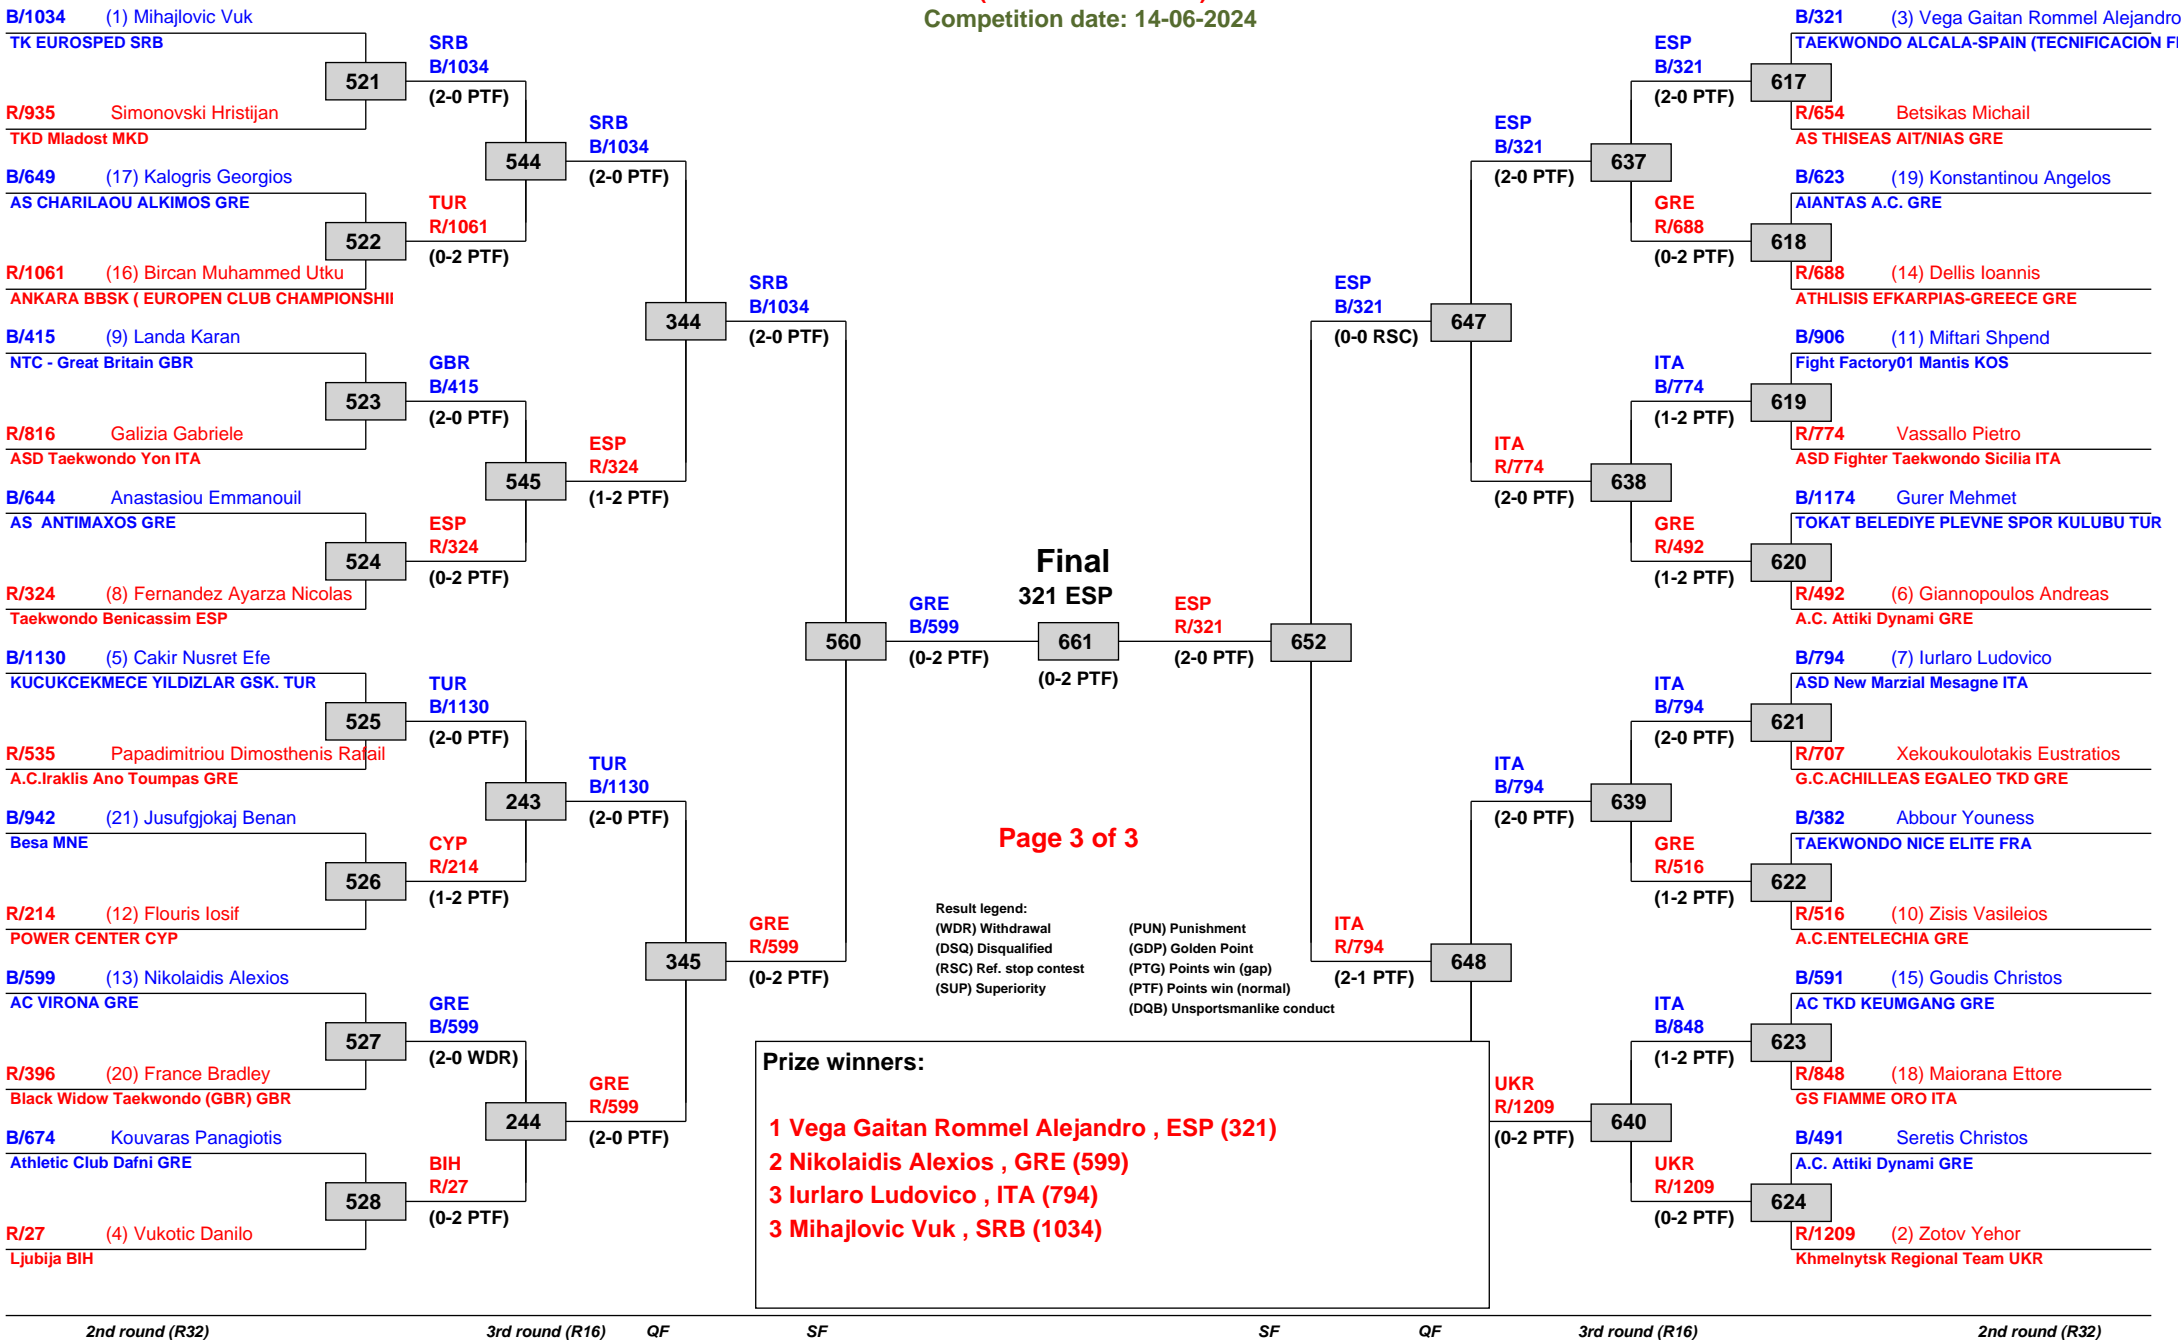 Competition date: 14-06-2024
B/1034 (1) Mihajlovic Vuk
TK EUROSPED SRB
521
R/935 Simonovski Hristijan
TKD Mladost MKD
B/649 (17) Kalogris Georgios
AS CHARILAOU ALKIMOS GRE
522
R/1061 (16) Bircan Muhammed Utku
ANKARA BBSK ( EUROPEN CLUB CHAMPIONSHII
B/415 (9) Landa Karan
NTC - Great Britain GBR
523
R/816 Galizia Gabriele
ASD Taekwondo Yon ITA
B/644 Anastasiou Emmanouil
AS ANTIMAXOS GRE
524
R/324 (8) Fernandez Ayarza Nicolas
Taekwondo Benicassim ESP
B/1130 (5) Cakir Nusret Efe
KUCUKCEKMECE YILDIZLAR GSK. TUR
525
R/535 Papadimitriou Dimosthenis Rafail
A.C.Iraklis Ano Toumpas GRE
B/942 (21) Jusufgjokaj Benan
Besa MNE
526
R/214 (12) Flouris Iosif
POWER CENTER CYP
B/599 (13) Nikolaidis Alexios
AC VIRONA GRE
527
R/396 (20) France Bradley
Black Widow Taekwondo (GBR) GBR
B/674 Kouvaras Panagiotis
Athletic Club Dafni GRE
528
R/27 (4) Vukotic Danilo
Ljubija BIH
SRB
B/1034
(2-0 PTF)
544
TUR
R/1061
(0-2 PTF)
GBR
B/415
(2-0 PTF)
545
ESP
R/324
(0-2 PTF)
TUR
B/1130
(2-0 PTF)
243
CYP
R/214
(1-2 PTF)
GRE
B/599
(2-0 WDR)
244
BIH
R/27
(0-2 PTF)
SRB
B/1034
(2-0 PTF)
344
ESP
R/324
(1-2 PTF)
TUR
B/1130
(2-0 PTF)
345
GRE
R/599
(2-0 PTF)
SRB
B/1034
(2-0 PTF)
560
GRE
R/599
(0-2 PTF)
GRE
B/599
(0-2 PTF)
Final
321 ESP
661
(0-2 PTF)
ESP
R/321
(2-0 PTF)
652
ESP
B/321
(0-0 RSC)
647
ITA
R/794
(2-1 PTF)
648
ESP
B/321
(2-0 PTF)
637
ITA
R/774
(2-0 PTF)
638
ITA
B/794
(2-0 PTF)
639
UKR
R/1209
(0-2 PTF)
640
ESP
B/321
(2-0 PTF)
617
GRE
R/688
(0-2 PTF)
618
ITA
B/774
(1-2 PTF)
619
GRE
R/492
(1-2 PTF)
620
ITA
B/794
(2-0 PTF)
621
GRE
R/516
(1-2 PTF)
622
ITA
B/848
(1-2 PTF)
623
UKR
R/1209
(0-2 PTF)
624
B/321 (3) Vega Gaitan Rommel Alejandro
TAEKWONDO ALCALA-SPAIN (TECNIFICACION F
R/654 Betsikas Michail
AS THISEAS AIT/NIAS GRE
B/623 (19) Konstantinou Angelos
AIANTAS A.C. GRE
R/688 (14) Dellis Ioannis
ATHLISIS EFKARPIAS-GREECE GRE
B/906 (11) Miftari Shpend
Fight Factory01 Mantis KOS
R/774 Vassallo Pietro
ASD Fighter Taekwondo Sicilia ITA
B/1174 Gurer Mehmet
TOKAT BELEDIYE PLEVNE SPOR KULUBU TUR
R/492 (6) Giannopoulos Andreas
A.C. Attiki Dynami GRE
B/794 (7) Iurlaro Ludovico
ASD New Marzial Mesagne ITA
R/707 Xekoukoulotakis Eustratios
G.C.ACHILLEAS EGALEO TKD GRE
B/382 Abbour Youness
TAEKWONDO NICE ELITE FRA
R/516 (10) Zisis Vasileios
A.C.ENTELECHIA GRE
B/591 (15) Goudis Christos
AC TKD KEUMGANG GRE
R/848 (18) Maiorana Ettore
GS FIAMME ORO ITA
B/491 Seretis Christos
A.C. Attiki Dynami GRE
R/1209 (2) Zotov Yehor
Khmelnytsk Regional Team UKR
Page 3 of 3
Result legend:
(WDR) Withdrawal (PUN) Punishment
(DSQ) Disqualified (GDP) Golden Point
(RSC) Ref. stop contest (PTG) Points win (gap)
(SUP) Superiority (PTF) Points win (normal)
(DQB) Unsportsmanlike conduct
Prize winners:
1 Vega Gaitan Rommel Alejandro , ESP (321)
2 Nikolaidis Alexios , GRE (599)
3 Iurlaro Ludovico , ITA (794)
3 Mihajlovic Vuk , SRB (1034)
2nd round (R32) 3rd round (R16) QF SF SF QF 3rd round (R16) 2nd round (R32)